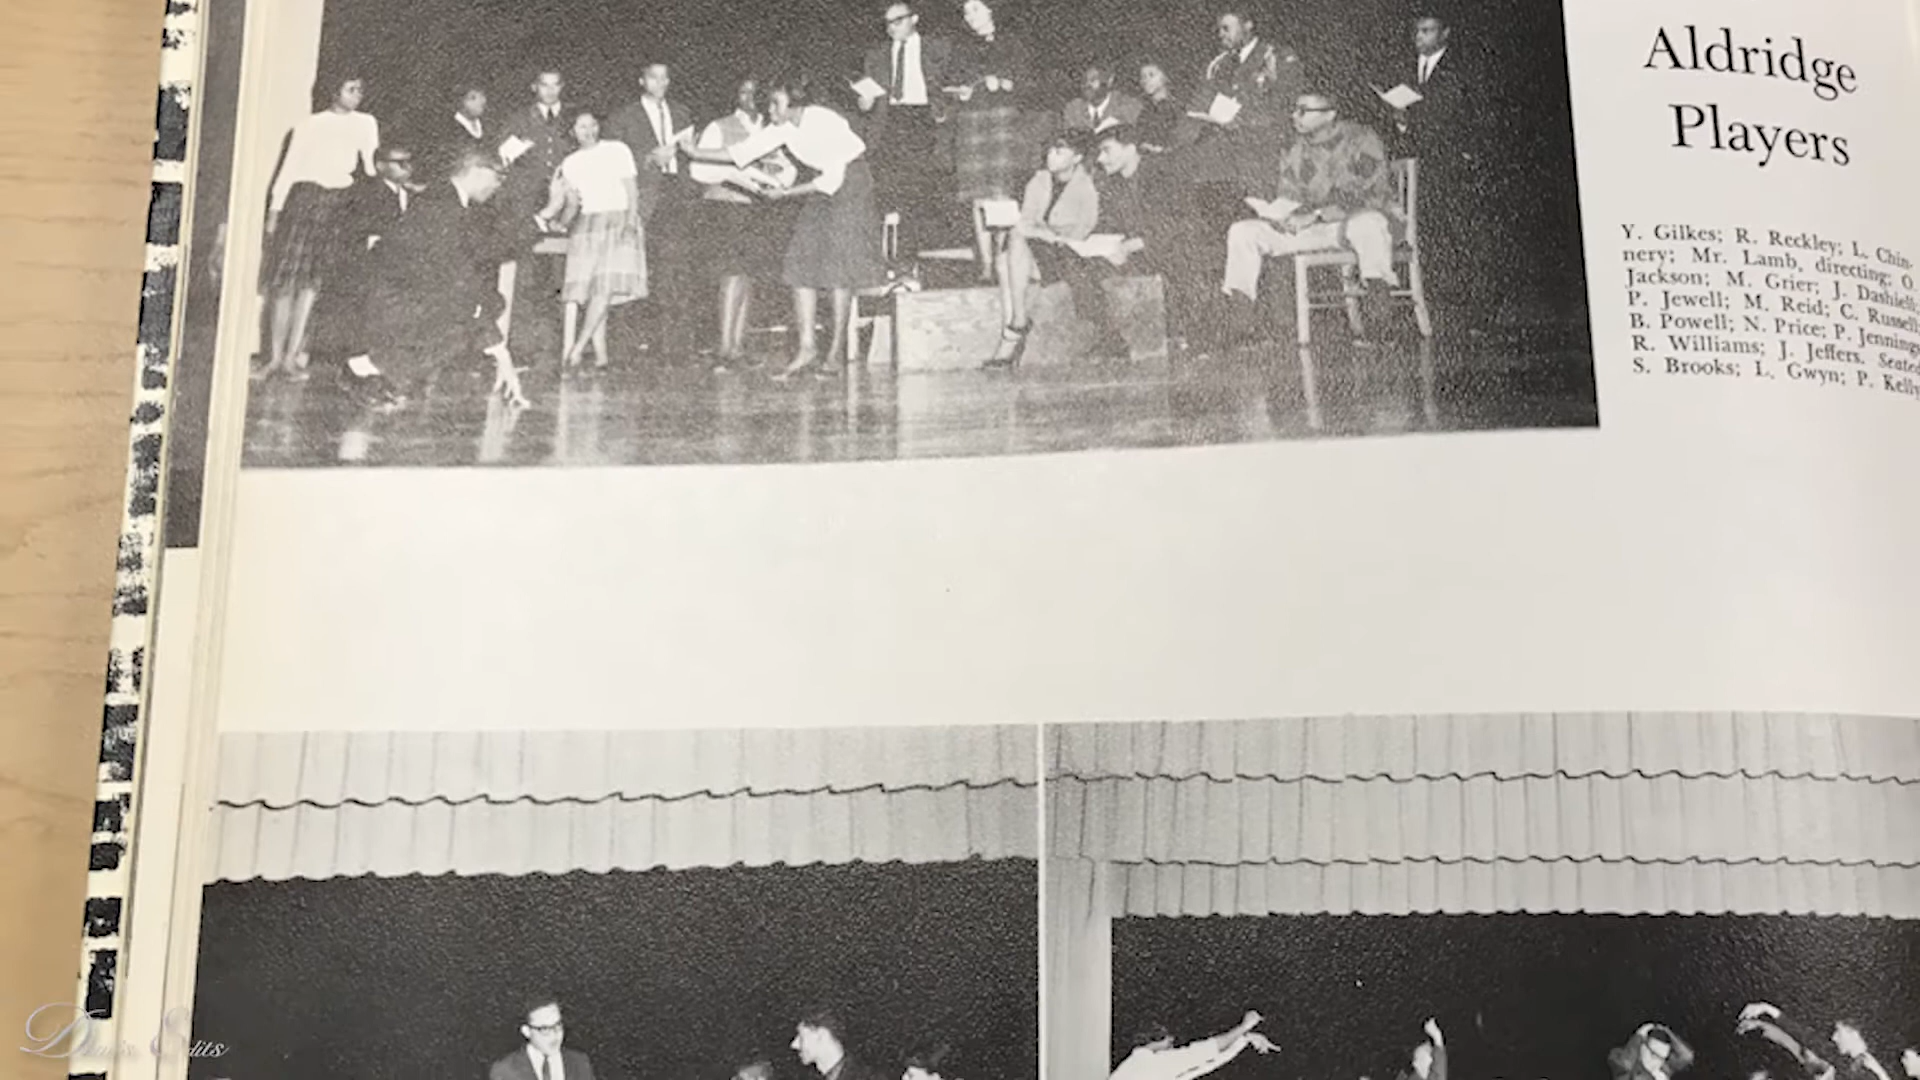 Aldridge
Players
Y. Gilkes; R. Reckley; L. Chin-
nery; Mr. Lamb, directing; O.
Jackson; M. Grier; J. Dashiell;
P. Jewell; M. Reid; C. Russell;
B. Powell; N. Price; P. Jennings
R. Williams; J. Jeffers. Seated
S. Brooks; L. Gwyn; P. Kelly